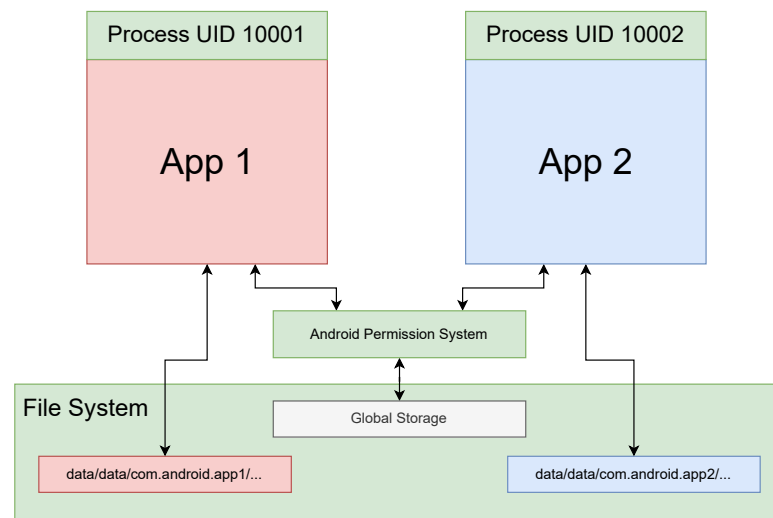 Process UID 10001
Process UID 10002
App 1
App 2
Android Permission System
File System
Global Storage
data/data/com.android.app1/...
data/data/com.android.app2/...